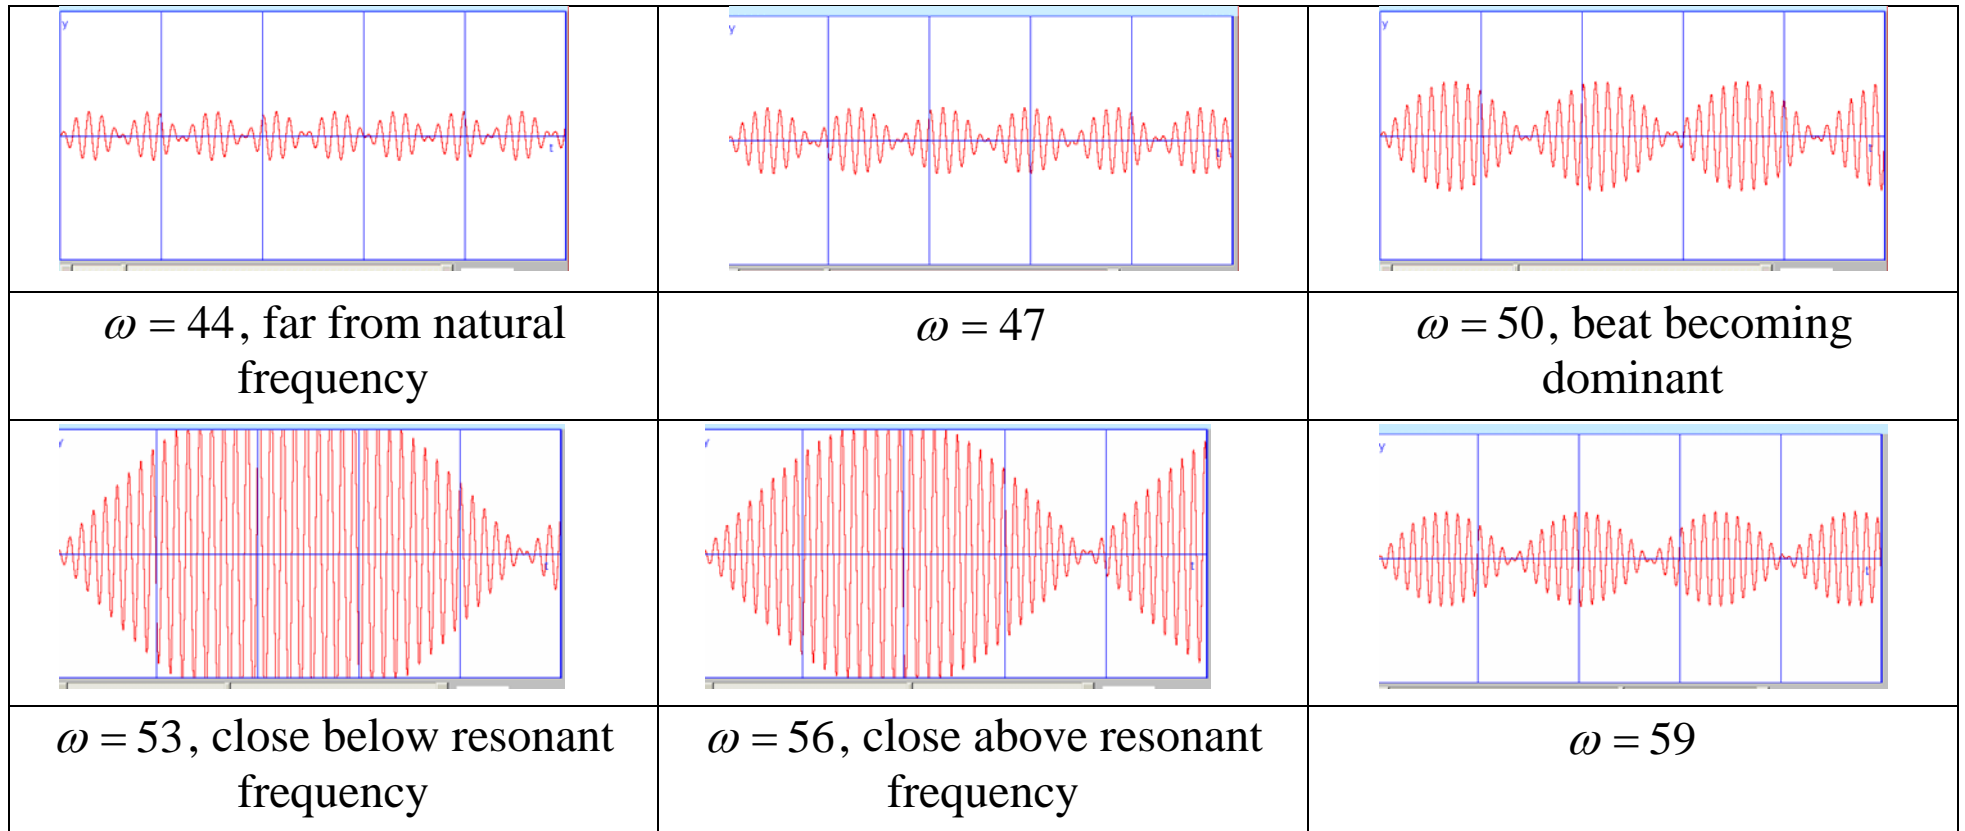 y
t
y
t
y
t
ω = 44, far from natural
frequency
ω = 47
ω = 50, beat becoming
dominant
y
t
y
t
y
t
ω = 53, close below resonant
frequency
ω = 56, close above resonant
frequency
ω = 59